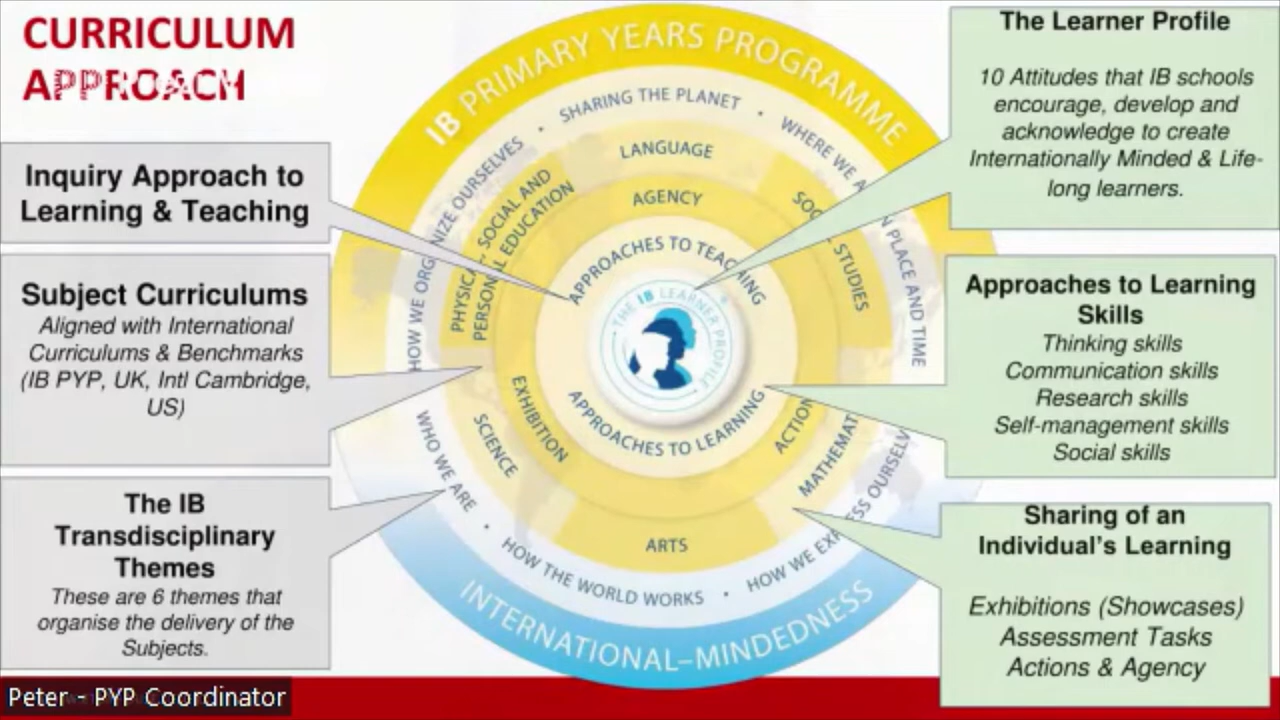 CURRICULUM
APPROACH
Inquiry Approach to
Learning & Teaching
Subject Curriculums
Aligned with International
Curriculums & Benchmarks
(IB PYP, UK, Intl Cambridge,
US)
The IB
Transdisciplinary
Themes
These are 6 themes that
organise the delivery of the
Subjects.
IB PRIMARY YEARS PROGRAMME
SHARING THE PLANET
WHERE WE A
N PLACE AND TIME
HOW WE ORG
NIZE OURSELVES
LANGUAGE
AGENCY
SOCIAL STUDIES
PHYSICAL, SOCIAL AND
PERSONAL EDUCATION
APPROACHES TO TEACHING
THE IB LEARNER PROFILE
APPROACHES TO LEARNING
EXHIBITION
ACTION
SCIENCE
MATHEMAT
ARTS
WHO WE ARE
HOW THE WORLD WORKS
HOW WE EXP
ESS OURSELV
INTERNATIONAL–MINDEDNESS
The Learner Profile
10 Attitudes that IB schools
encourage, develop and
acknowledge to create
Internationally Minded & Life-
long learners.
Approaches to Learning
Skills
Thinking skills
Communication skills
Research skills
Self-management skills
Social skills
Sharing of an
Individual's Learning
Exhibitions (Showcases)
Assessment Tasks
Actions & Agency
Peter - PYP Coordinator